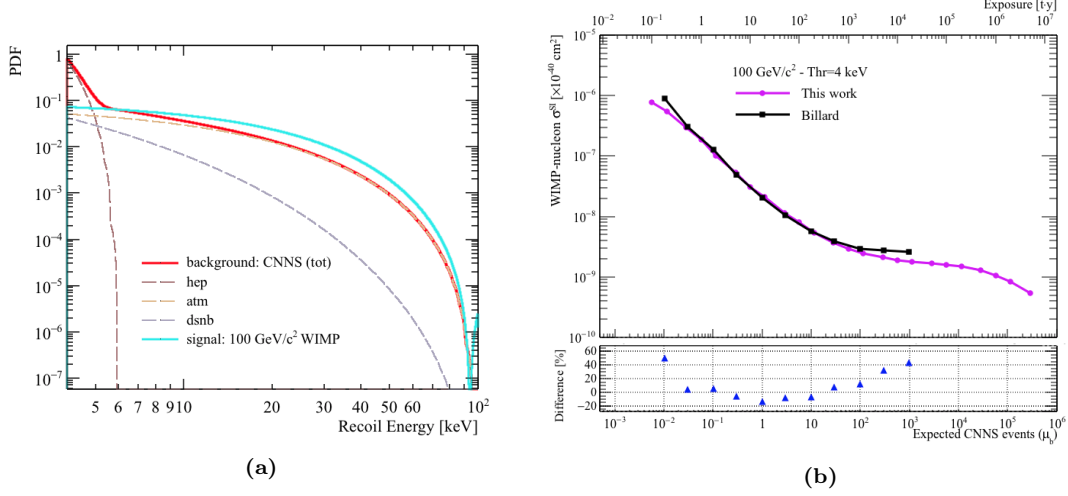 PDF
1
10⁻¹
10⁻²
10⁻³
10⁻⁴
10⁻⁵
10⁻⁶
10⁻⁷
background: CNNS (tot)
hep
atm
dsnb
signal: 100 GeV/c² WIMP
5 6 7 8 910 20 30 40 50 60 10²
Recoil Energy [keV]
(a)
Exposure [t·y]
10⁻² 10⁻¹ 1 10 10² 10³ 10⁴ 10⁵ 10⁶ 10⁷
WIMP-nucleon σ^SI [×10⁻⁴⁰ cm²]
10⁻⁵
10⁻⁶
10⁻⁷
10⁻⁸
10⁻⁹
10⁻¹⁰
100 GeV/c² - Thr=4 keV
This work
Billard
Difference [%]
60
40
20
0
−20
10⁻³ 10⁻² 10⁻¹ 1 10 10² 10³ 10⁴ 10⁵ 10⁶
Expected CNNS events (μ_b)
(b)